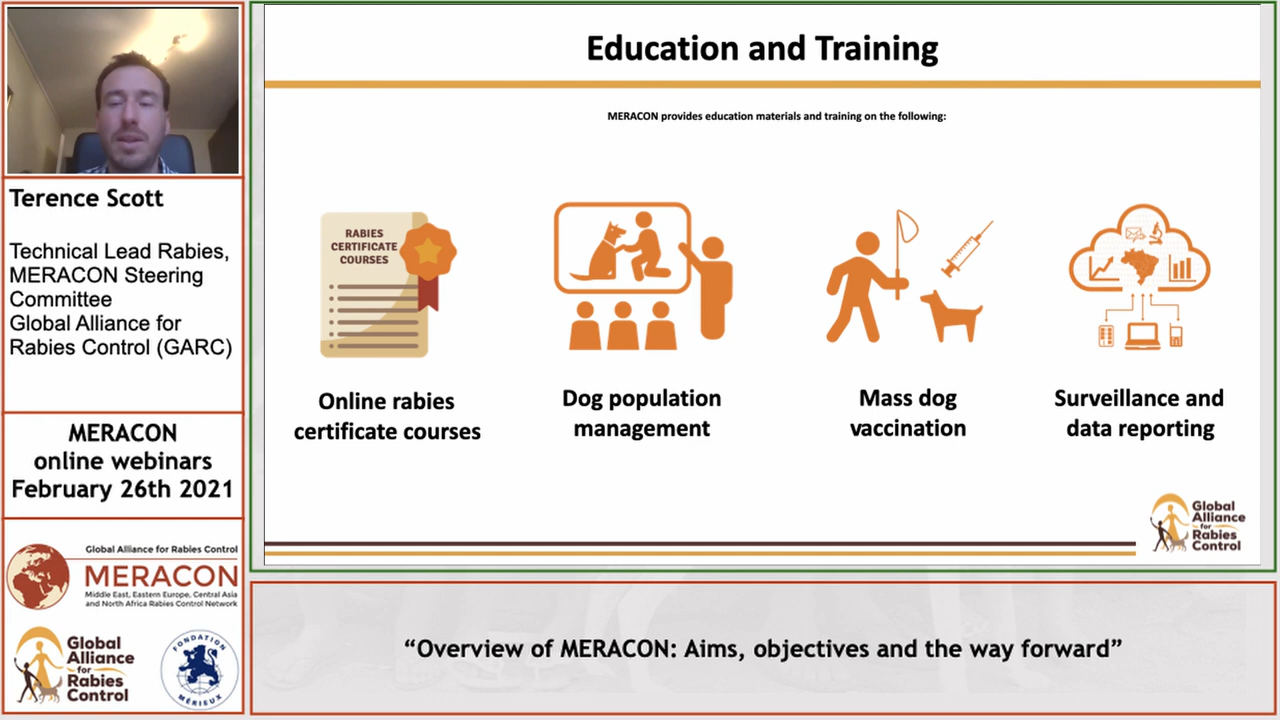 Terence Scott
Technical Lead Rabies,
MERACON Steering
Committee
Global Alliance for
Rabies Control (GARC)
MERACON
online webinars
February 26th 2021
Global Alliance for Rabies Control
MERACON
Middle East, Eastern Europe, Central Asia
and North Africa Rabies Control Network
Global
Alliance
for
Rabies
Control
FONDATION
MÉRIEUX
Education and Training
MERACON provides education materials and training on the following:
RABIES
CERTIFICATE
COURSES
Online rabies
certificate courses
Dog population
management
Mass dog
vaccination
Surveillance and
data reporting
Global
Alliance
for
Rabies
Control
“Overview of MERACON: Aims, objectives and the way forward”